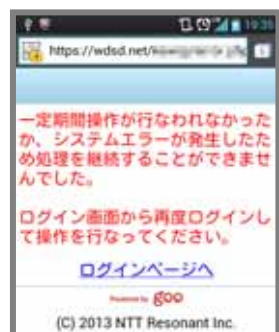 19:35
https://wdsd.net/
一定期間操作が行なわれなかった
か、システムエラーが発生したた
め処理を継続することができませ
んでした。
ログイン画面から再度ログインし
て操作を行なってください。
ログインページへ
Powered by goo
(C) 2013 NTT Resonant Inc.